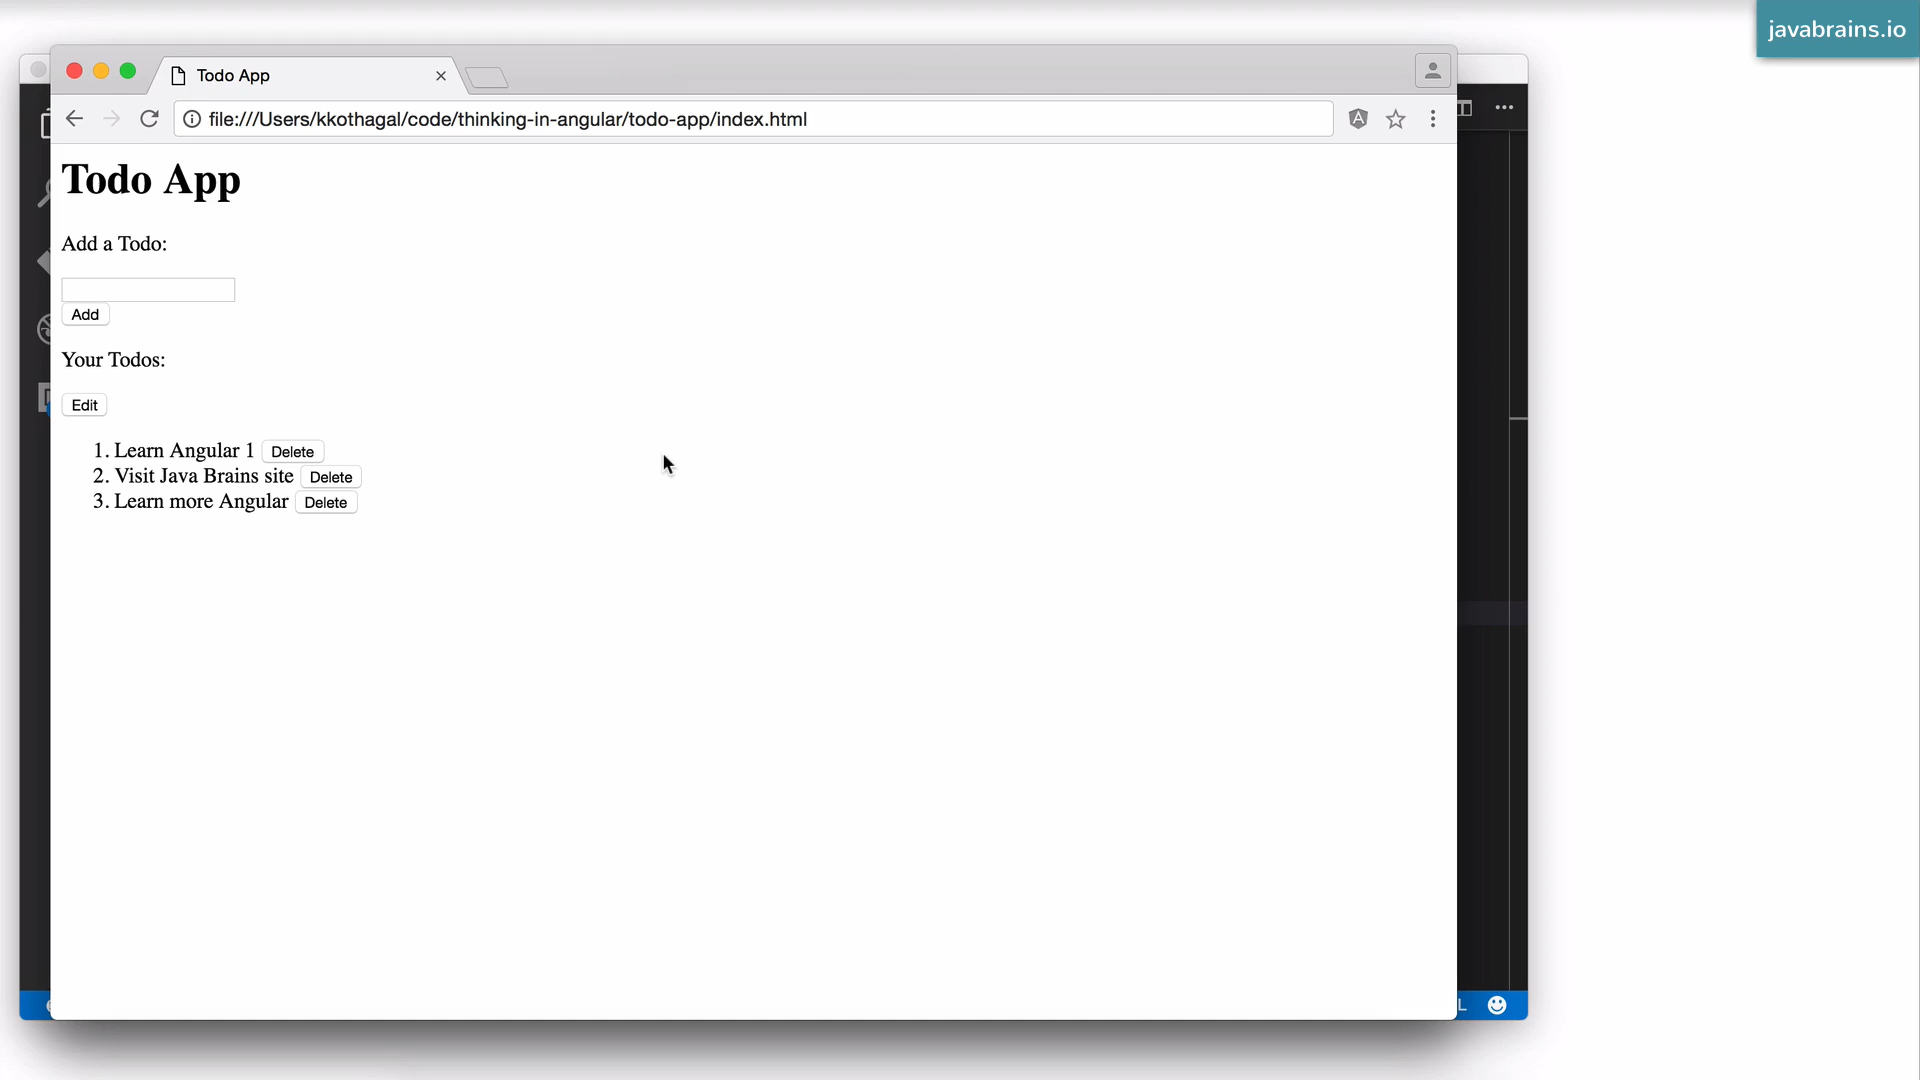 javabrains.io
Todo App
file:///Users/kkothagal/code/thinking-in-angular/todo-app/index.html
Todo App
Add a Todo:
Add
Your Todos:
Edit
1. Learn Angular 1 Delete
2. Visit Java Brains site Delete
3. Learn more Angular Delete
L